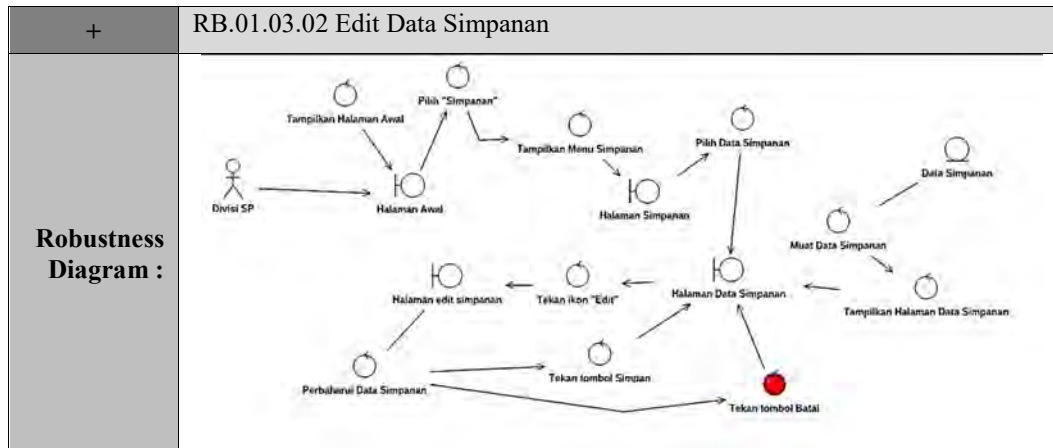 +
RB.01.03.02 Edit Data Simpanan
Robustness
Diagram :
Pilih "Simpanan"
Tampilkan Halaman Awal
Tampilkan Menu Simpanan
Pilih Data Simpanan
Data Simpanan
Divisi SP
Halaman Awal
Halaman Simpanan
Muat Data Simpanan
Halaman edit simpanan
Tekan ikon "Edit"
Halaman Data Simpanan
Tampilkan Halaman Data Simpanan
Perbaharui Data Simpanan
Tekan tombol Simpan
Tekan tombol Batal